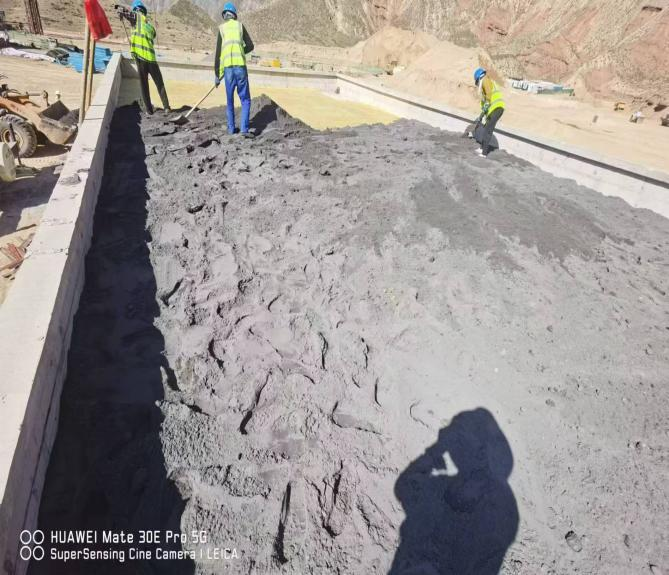 HUAWEI Mate 30E Pro 5G
SuperSensing Cine Camera | LEICA